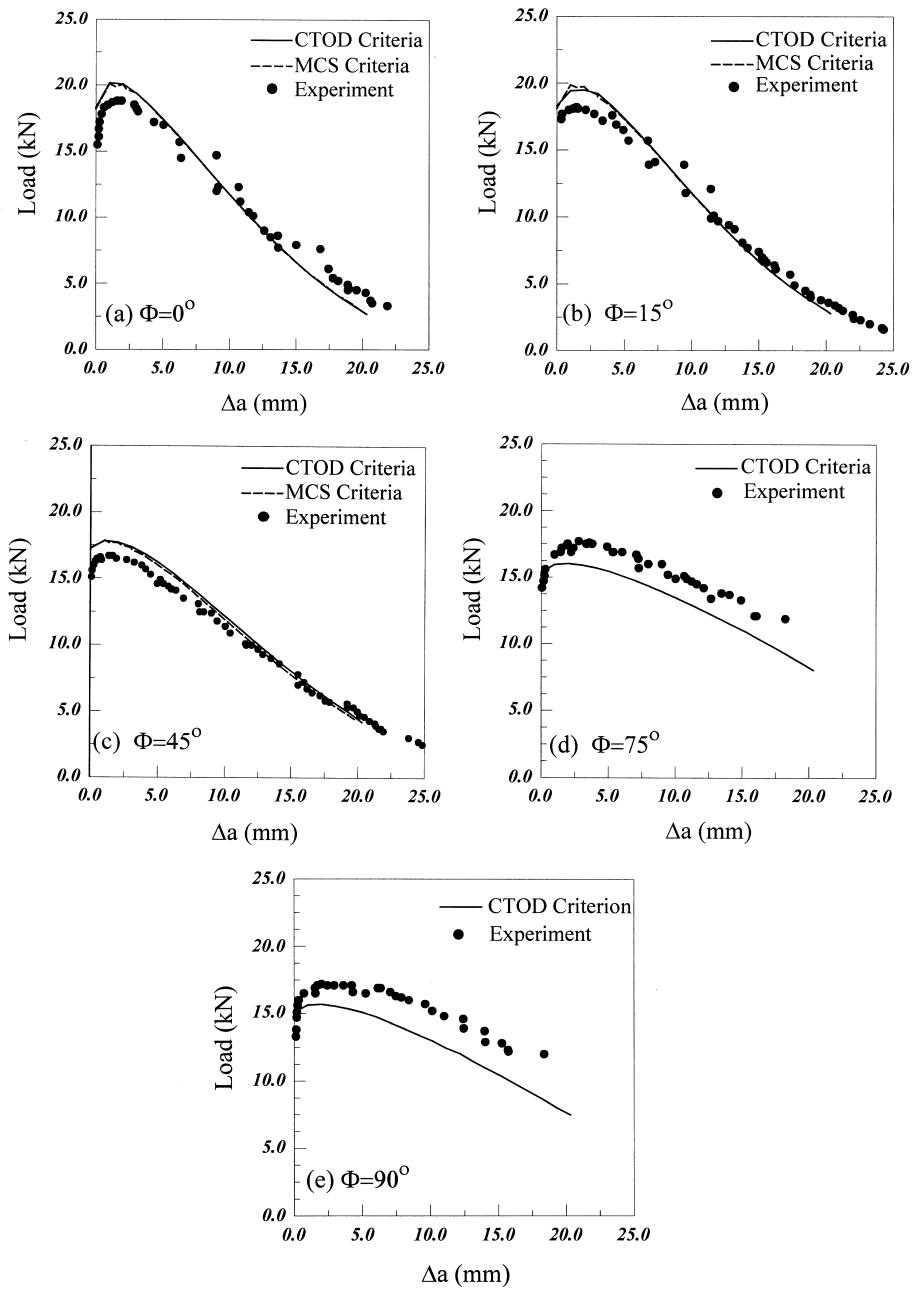 25.0
20.0
15.0
10.0
5.0
0.0
Load (kN)
CTOD Criteria
MCS Criteria
Experiment
(a) Φ=0°
0.0 5.0 10.0 15.0 20.0 25.0
Δa (mm)
25.0
20.0
15.0
10.0
5.0
0.0
Load (kN)
CTOD Criteria
MCS Criteria
Experiment
(b) Φ=15°
0.0 5.0 10.0 15.0 20.0 25.0
Δa (mm)
25.0
20.0
15.0
10.0
5.0
0.0
Load (kN)
CTOD Criteria
MCS Criteria
Experiment
(c) Φ=45°
0.0 5.0 10.0 15.0 20.0 25.0
Δa (mm)
25.0
20.0
15.0
10.0
5.0
0.0
Load (kN)
CTOD Criteria
Experiment
(d) Φ=75°
0.0 5.0 10.0 15.0 20.0 25.0
Δa (mm)
25.0
20.0
15.0
10.0
5.0
0.0
Load (kN)
CTOD Criterion
Experiment
(e) Φ=90°
0.0 5.0 10.0 15.0 20.0 25.0
Δa (mm)